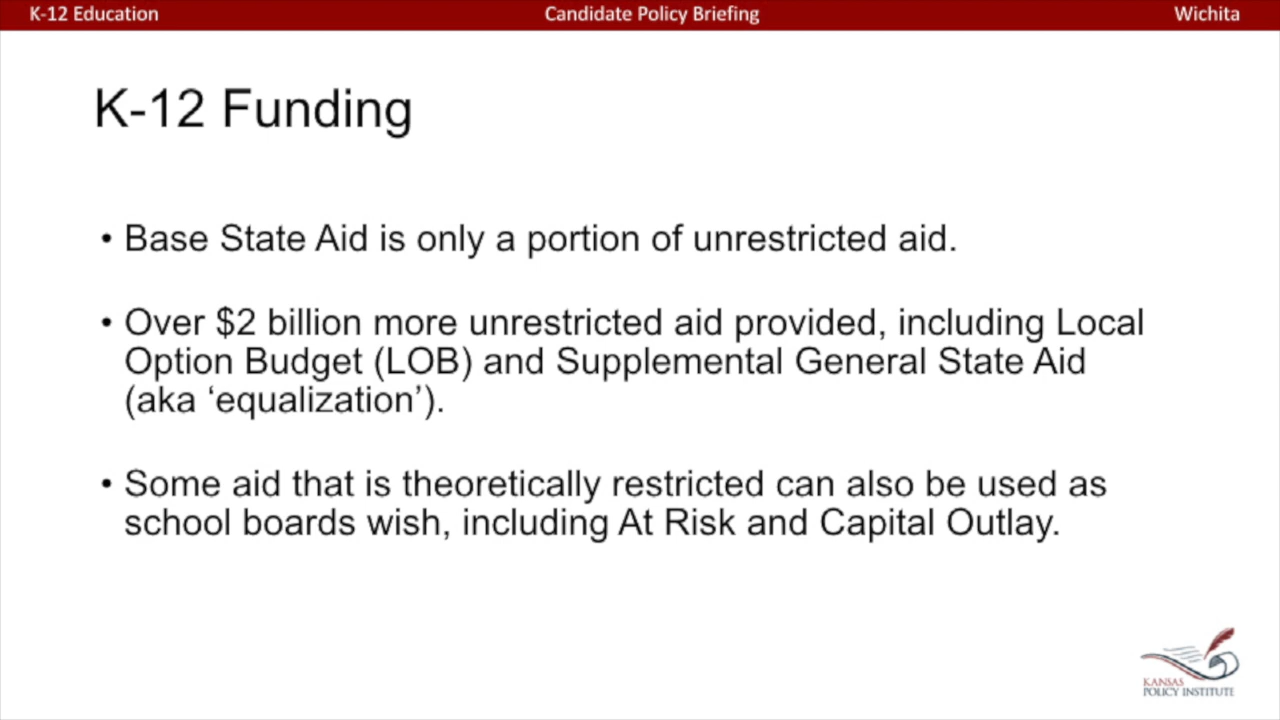 K-12 Education Candidate Policy Briefing Wichita
K-12 Funding
• Base State Aid is only a portion of unrestricted aid.
• Over $2 billion more unrestricted aid provided, including Local
Option Budget (LOB) and Supplemental General State Aid
(aka ‘equalization’).
• Some aid that is theoretically restricted can also be used as
school boards wish, including At Risk and Capital Outlay.
KANSAS
POLICY INSTITUTE